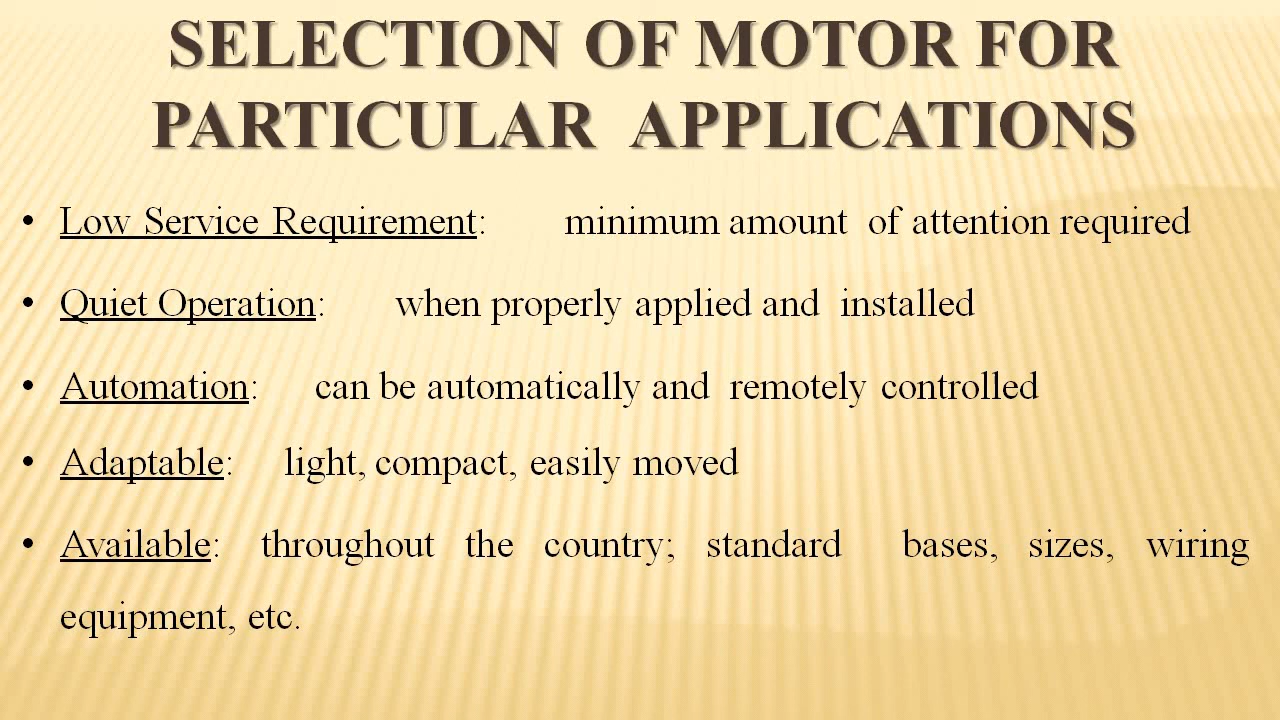 SELECTION OF MOTOR FOR
PARTICULAR APPLICATIONS
• Low Service Requirement: minimum amount of attention required
• Quiet Operation: when properly applied and installed
• Automation: can be automatically and remotely controlled
• Adaptable: light, compact, easily moved
• Available: throughout the country; standard bases, sizes, wiring
equipment, etc.